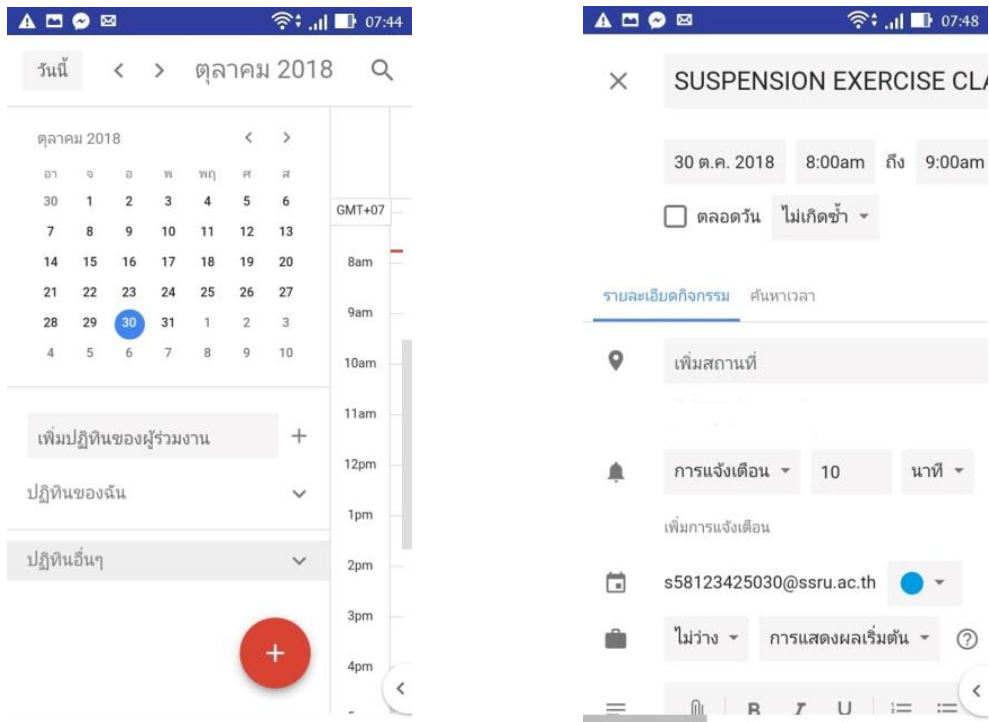 07:44
วันนี้ ตุลาคม 2018
ตุลาคม 2018
อา จ อ พ พฤ ศ ส
30 1 2 3 4 5 6
7 8 9 10 11 12 13
14 15 16 17 18 19 20
21 22 23 24 25 26 27
28 29 30 31 1 2 3
4 5 6 7 8 9 10
เพิ่มปฏิทินของผู้ร่วมงาน
ปฏิทินของฉัน
ปฏิทินอื่นๆ
GMT+07
8am
9am
10am
11am
12pm
1pm
2pm
3pm
4pm
07:48
SUSPENSION EXERCISE CLA
30 ต.ค. 2018 8:00am ถึง 9:00am
ตลอดวัน ไม่เกิดซ้ำ
รายละเอียดกิจกรรม ค้นหาเวลา
เพิ่มสถานที่
การแจ้งเตือน 10 นาที
เพิ่มการแจ้งเตือน
s58123425030@ssru.ac.th
ไม่ว่าง การแสดงผลเริ่มต้น
B I U